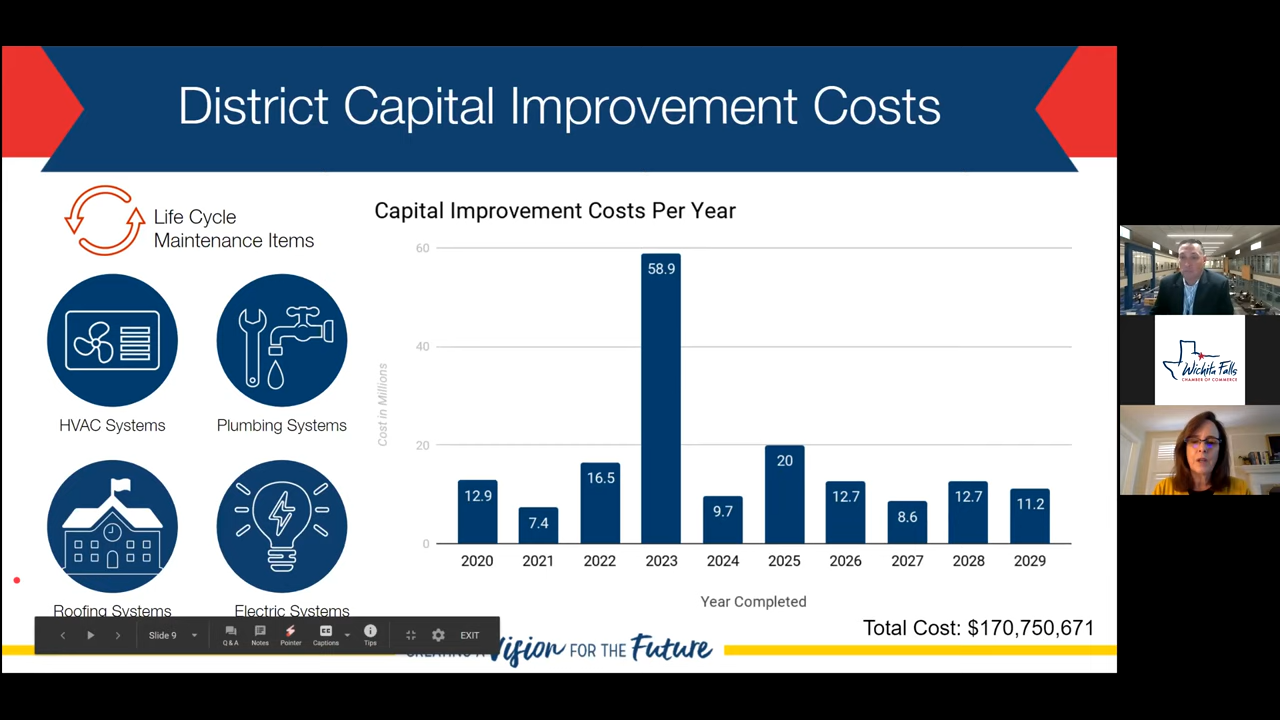 District Capital Improvement Costs
Life Cycle
Maintenance Items
HVAC Systems
Plumbing Systems
Roofing Systems
Electric Systems
Capital Improvement Costs Per Year
Cost in Millions
60
40
20
0
12.9
7.4
16.5
58.9
9.7
20
12.7
8.6
12.7
11.2
2020 2021 2022 2023 2024 2025 2026 2027 2028 2029
Year Completed
Total Cost: $170,750,671
Slide 9
Q & A
Notes
Pointer
Captions
Tips
EXIT
CREATING A Vision FOR THE Future
Wichita Falls
CHAMBER OF COMMERCE